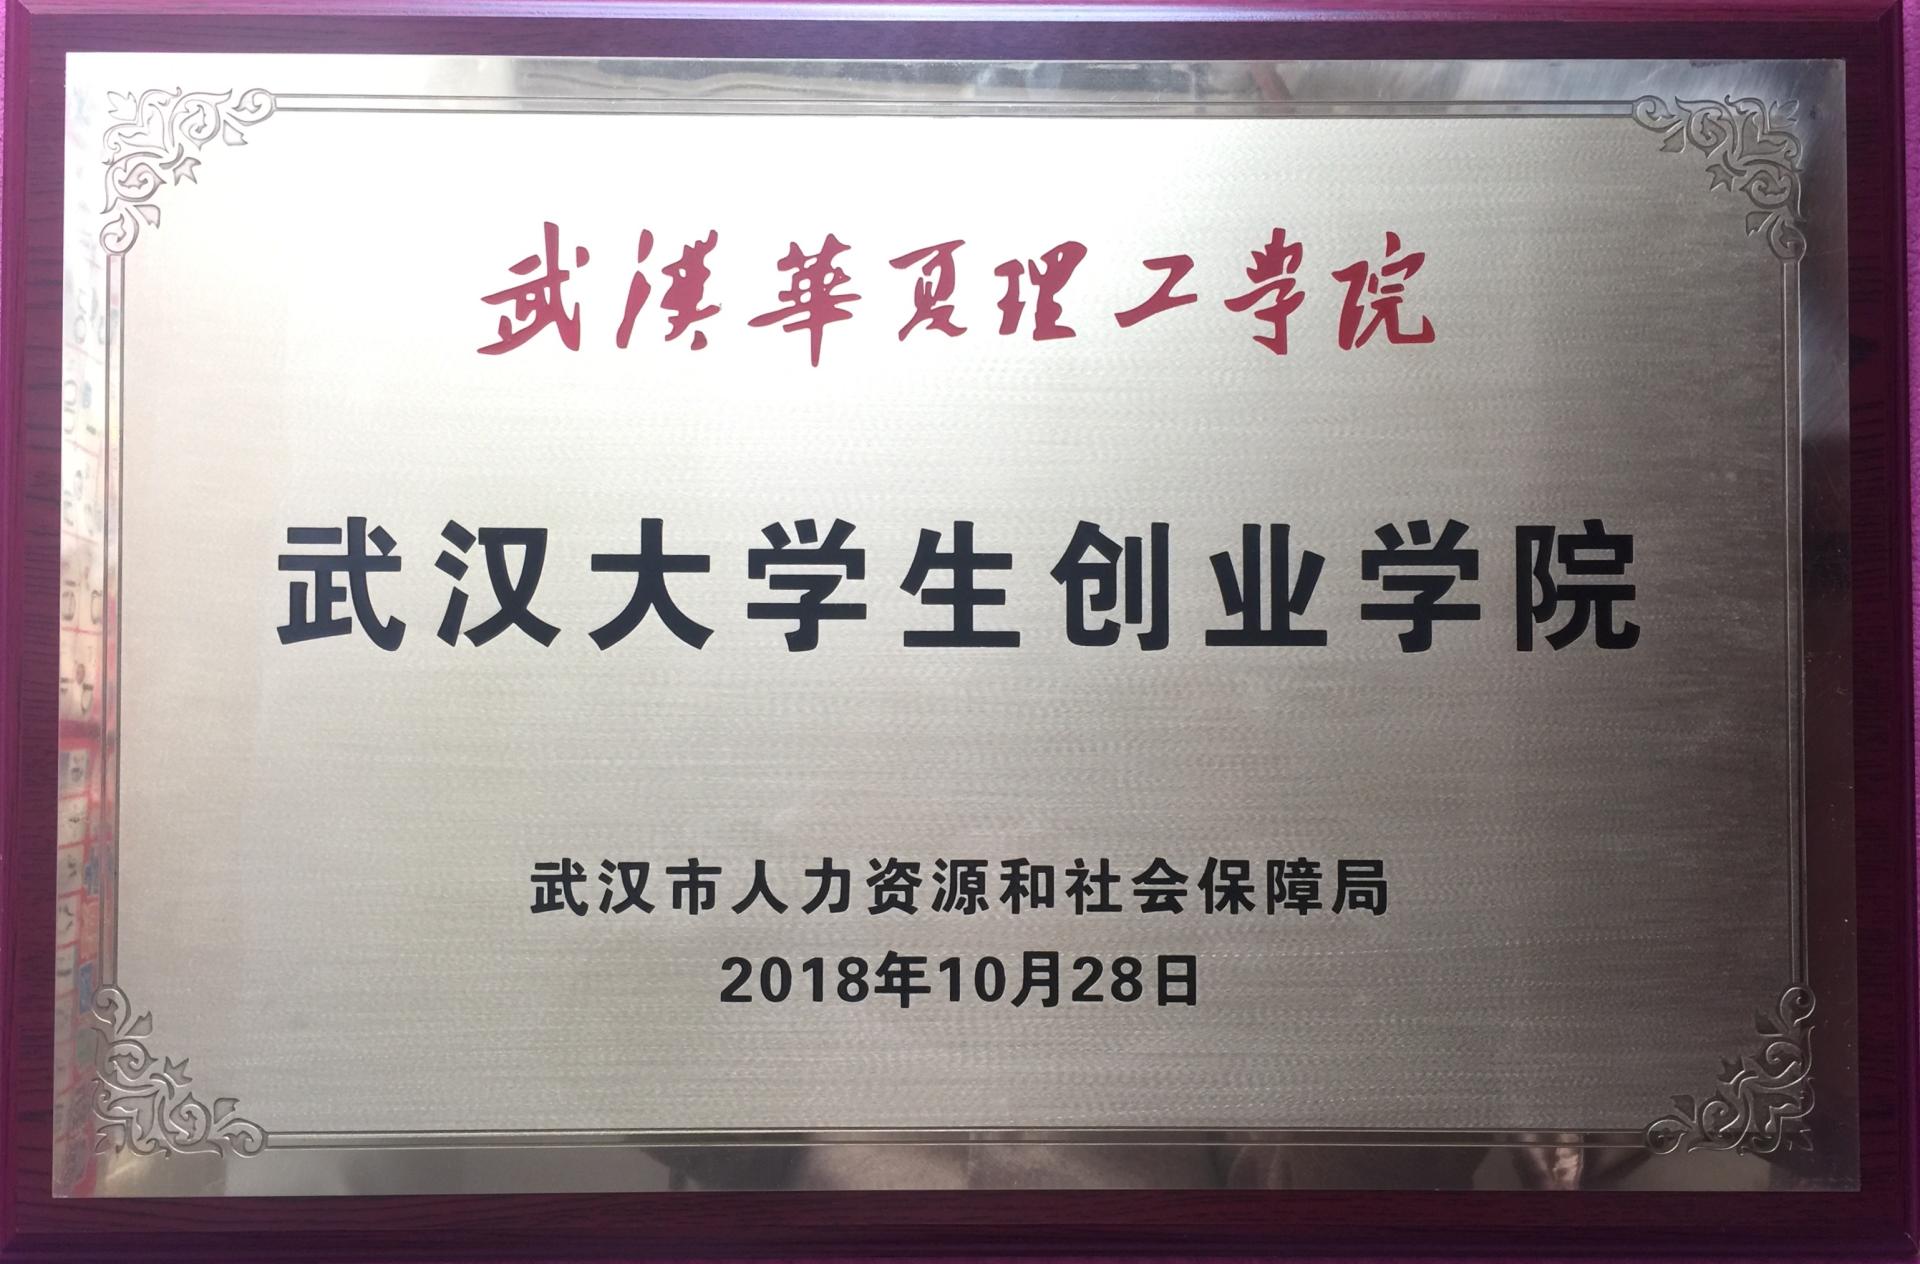 武漢華夏理工学院
武汉大学生创业学院
武汉市人力资源和社会保障局
2018年10月28日